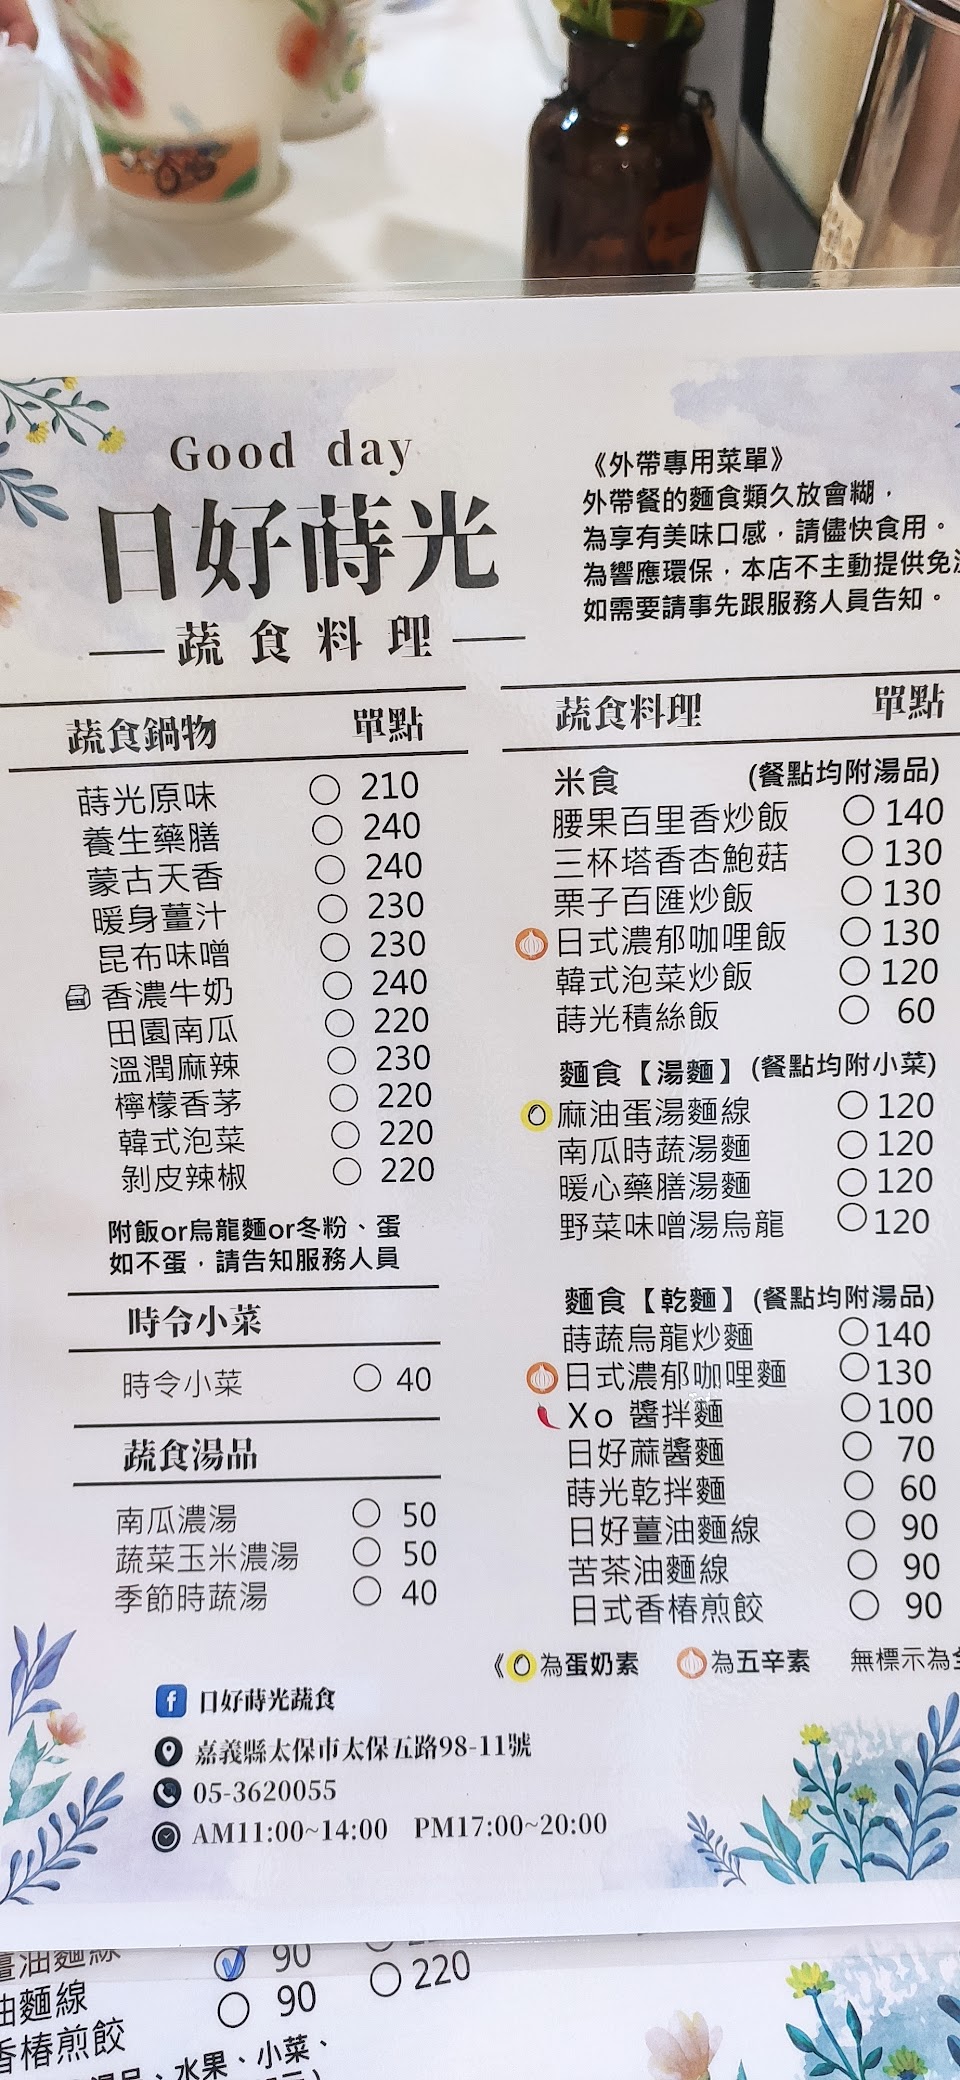 Good day
日好蒔光
蔬食料理
《外帶專用菜單》
外帶餐的麵食類久放會糊，
為享有美味口感，請儘快食用。
為響應環保，本店不主動提供免
如需要請事先跟服務人員告知。
蔬食鍋物 單點
蒔光原味 210
養生藥膳 240
蒙古天香 240
暖身薑汁 230
昆布味噌 230
香濃牛奶 240
田園南瓜 220
溫潤麻辣 230
檸檬香茅 220
韓式泡菜 220
剝皮辣椒 220
附飯or烏龍麵or冬粉、蛋
如不蛋，請告知服務人員
時令小菜
時令小菜 40
蔬食湯品
南瓜濃湯 50
蔬菜玉米濃湯 50
季節時蔬湯 40
蔬食料理 單點
米食 (餐點均附湯品)
腰果百里香炒飯 140
三杯塔香杏鮑菇 130
栗子百匯炒飯 130
日式濃郁咖哩飯 130
韓式泡菜炒飯 120
蒔光積絲飯 60
麵食【湯麵】(餐點均附小菜)
麻油蛋湯麵線 120
南瓜時蔬湯麵 120
暖心藥膳湯麵 120
野菜味噌湯烏龍 120
麵食【乾麵】(餐點均附湯品)
蒔蔬烏龍炒麵 140
日式濃郁咖哩麵 130
Xo 醬拌麵 100
日好蔴醬麵 70
蒔光乾拌麵 60
日好薑油麵線 90
苦茶油麵線 90
日式香椿煎餃 90
《 為蛋奶素 為五辛素 無標示為全
日好蒔光蔬食
嘉義縣太保市太保五路98-11號
05-3620055
AM11:00~14:00 PM17:00~20:00
薑油麵線 90
油麵線 90 220
香椿煎餃
湯品、水果、小菜、